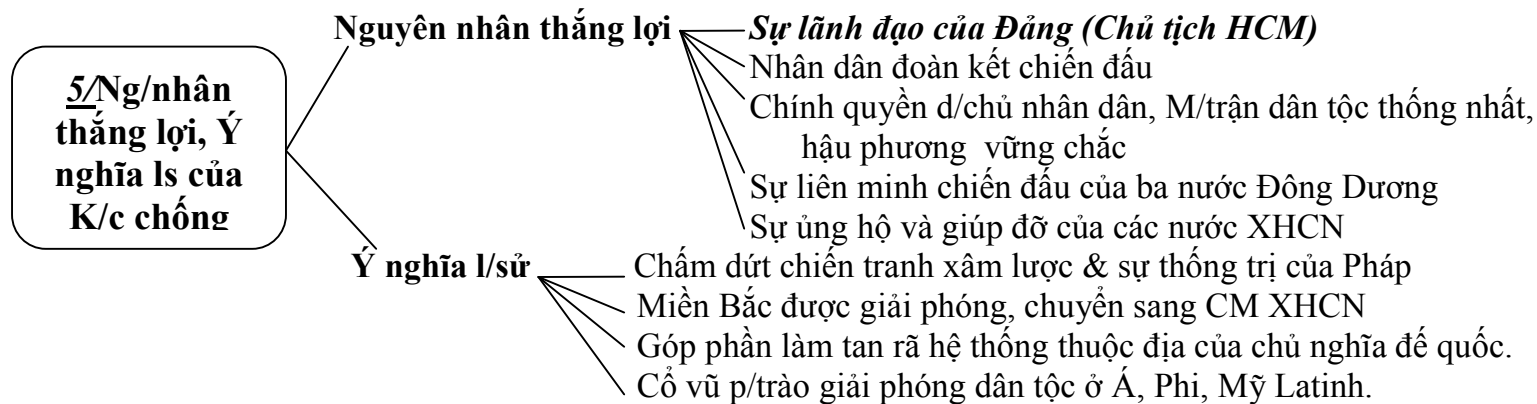 5/Ng/nhân
thắng lợi, Ý
nghĩa ls của
K/c chống
Nguyên nhân thắng lợi
Sự lãnh đạo của Đảng (Chủ tịch HCM)
Nhân dân đoàn kết chiến đấu
Chính quyền d/chủ nhân dân, M/trận dân tộc thống nhất,
hậu phương vững chắc
Sự liên minh chiến đấu của ba nước Đông Dương
Sự ủng hộ và giúp đỡ của các nước XHCN
Ý nghĩa l/sử
Chấm dứt chiến tranh xâm lược & sự thống trị của Pháp
Miền Bắc được giải phóng, chuyển sang CM XHCN
Góp phần làm tan rã hệ thống thuộc địa của chủ nghĩa đế quốc.
Cổ vũ p/trào giải phóng dân tộc ở Á, Phi, Mỹ Latinh.